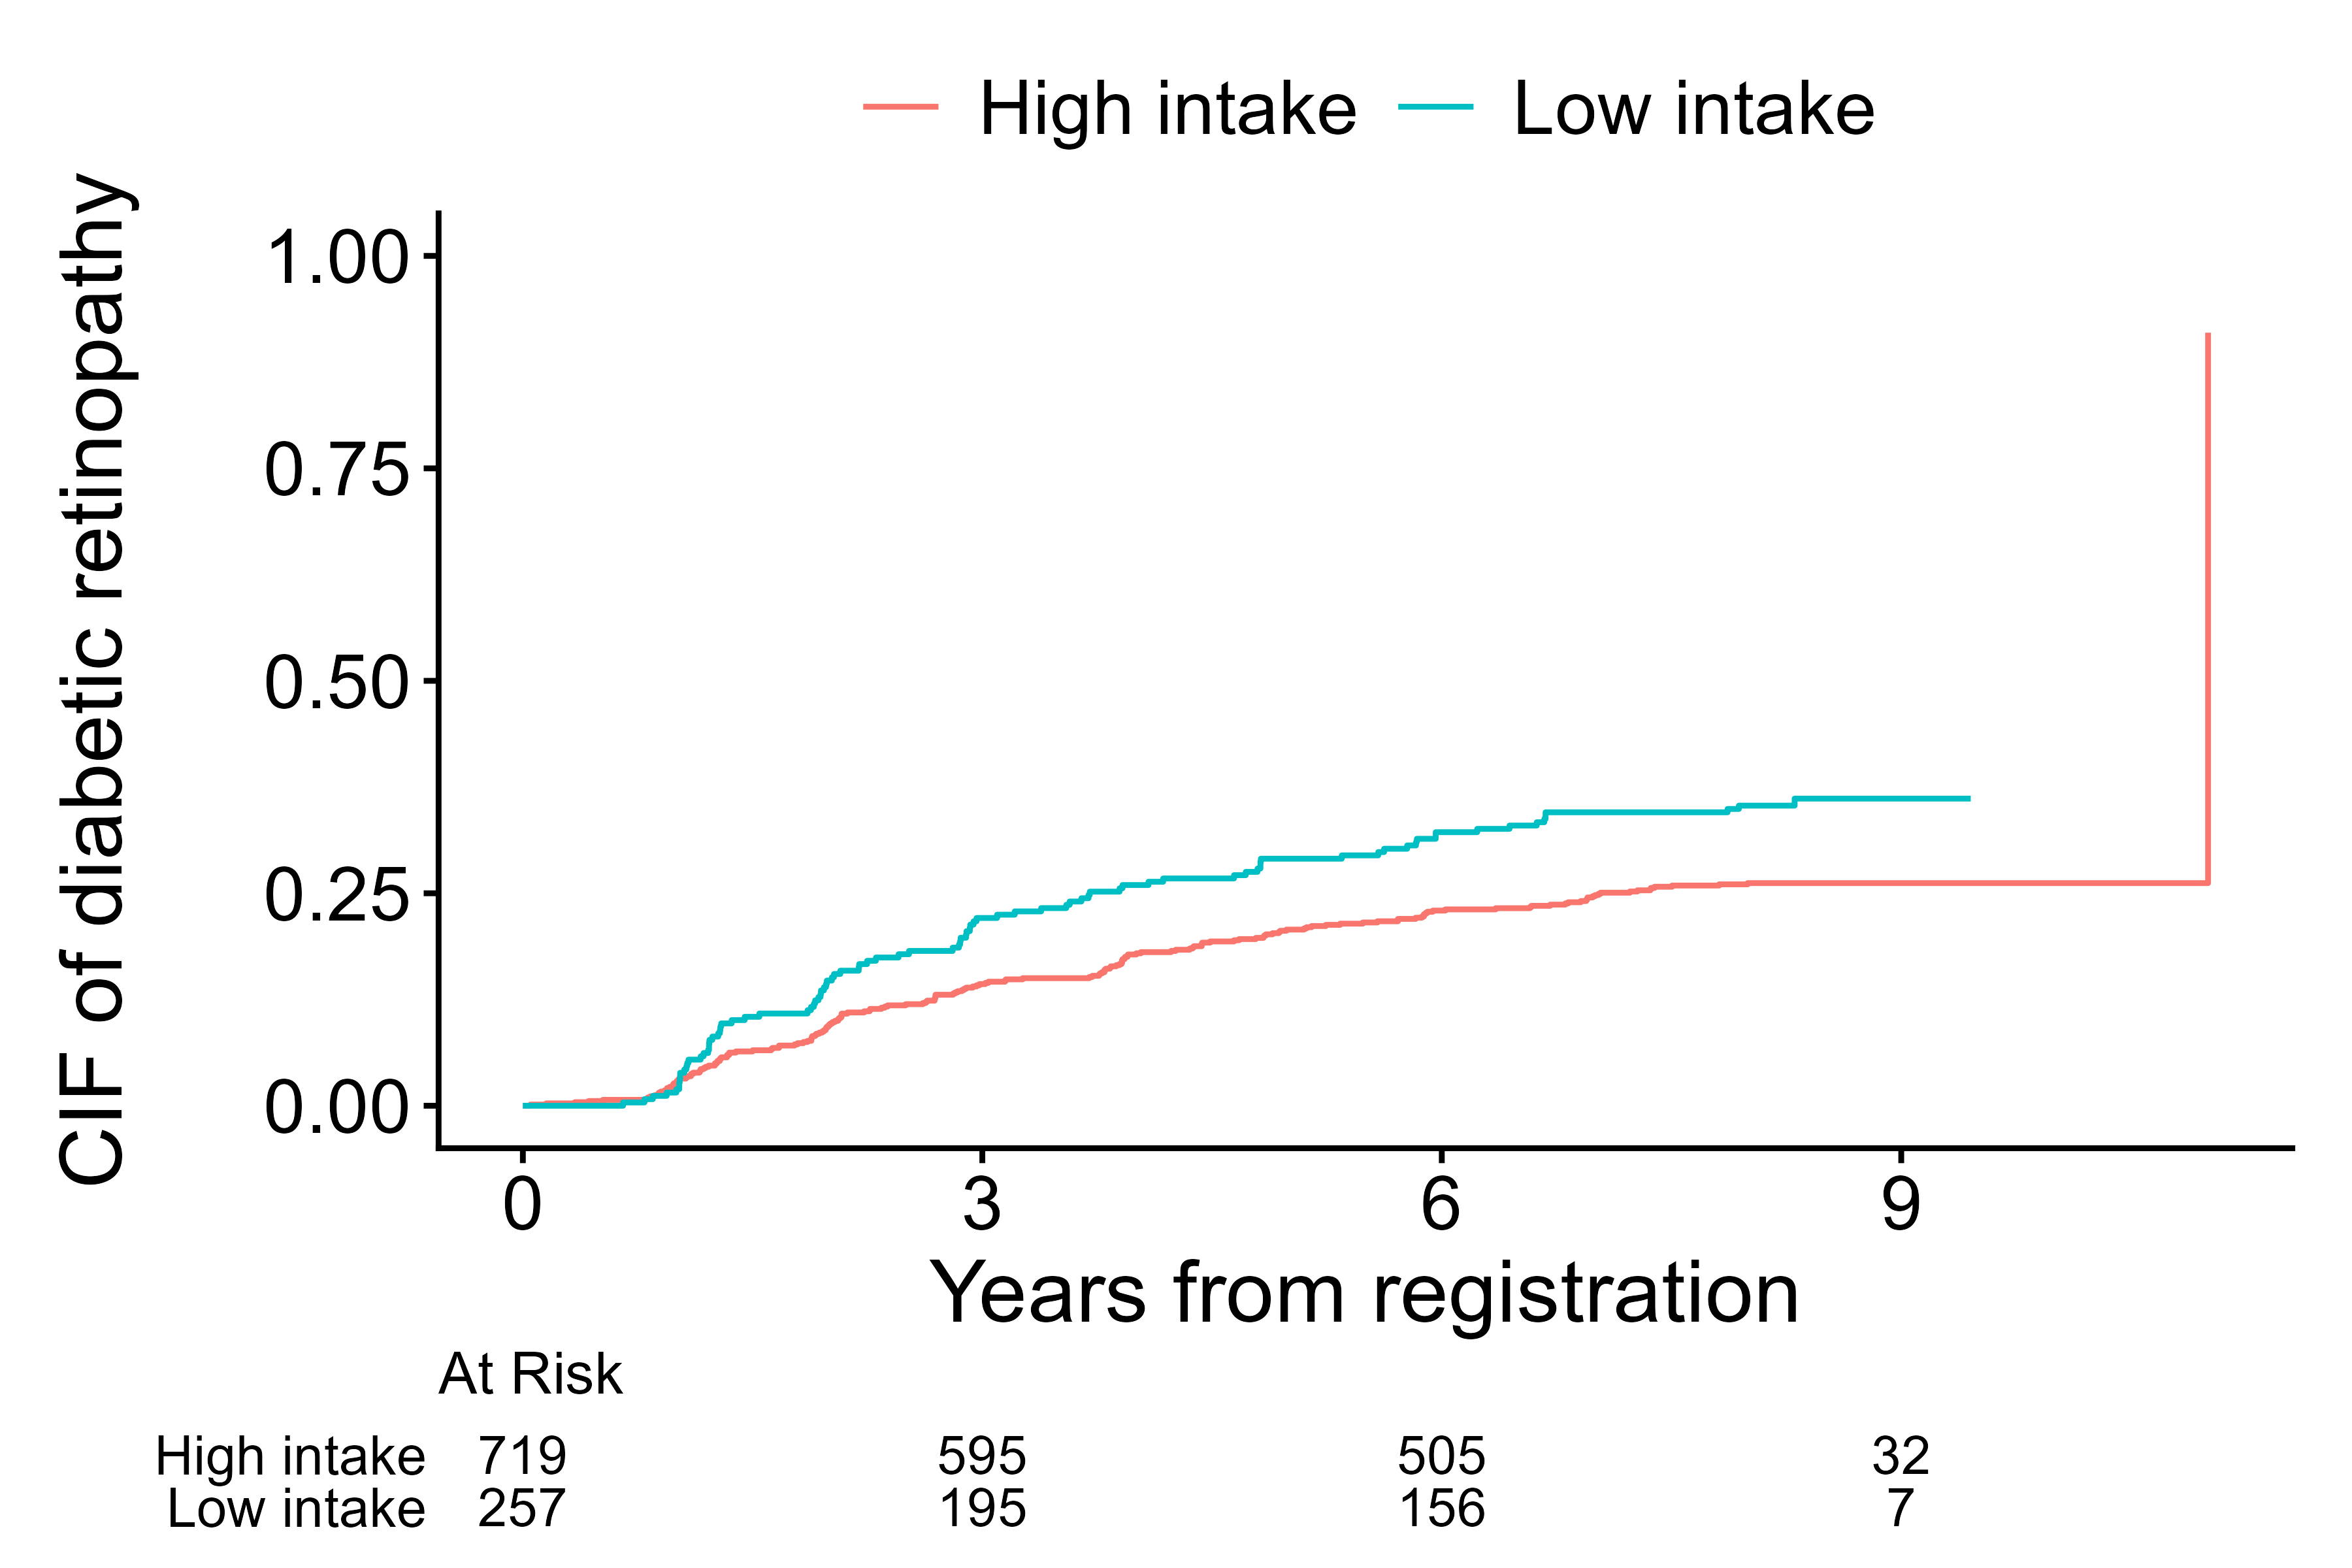 High intake Low intake
CIF of diabetic retinopathy
1.00
0.75
0.50
0.25
0.00
0 3 6 9
Years from registration
At Risk
High intake 719 595 505 32
Low intake 257 195 156 7